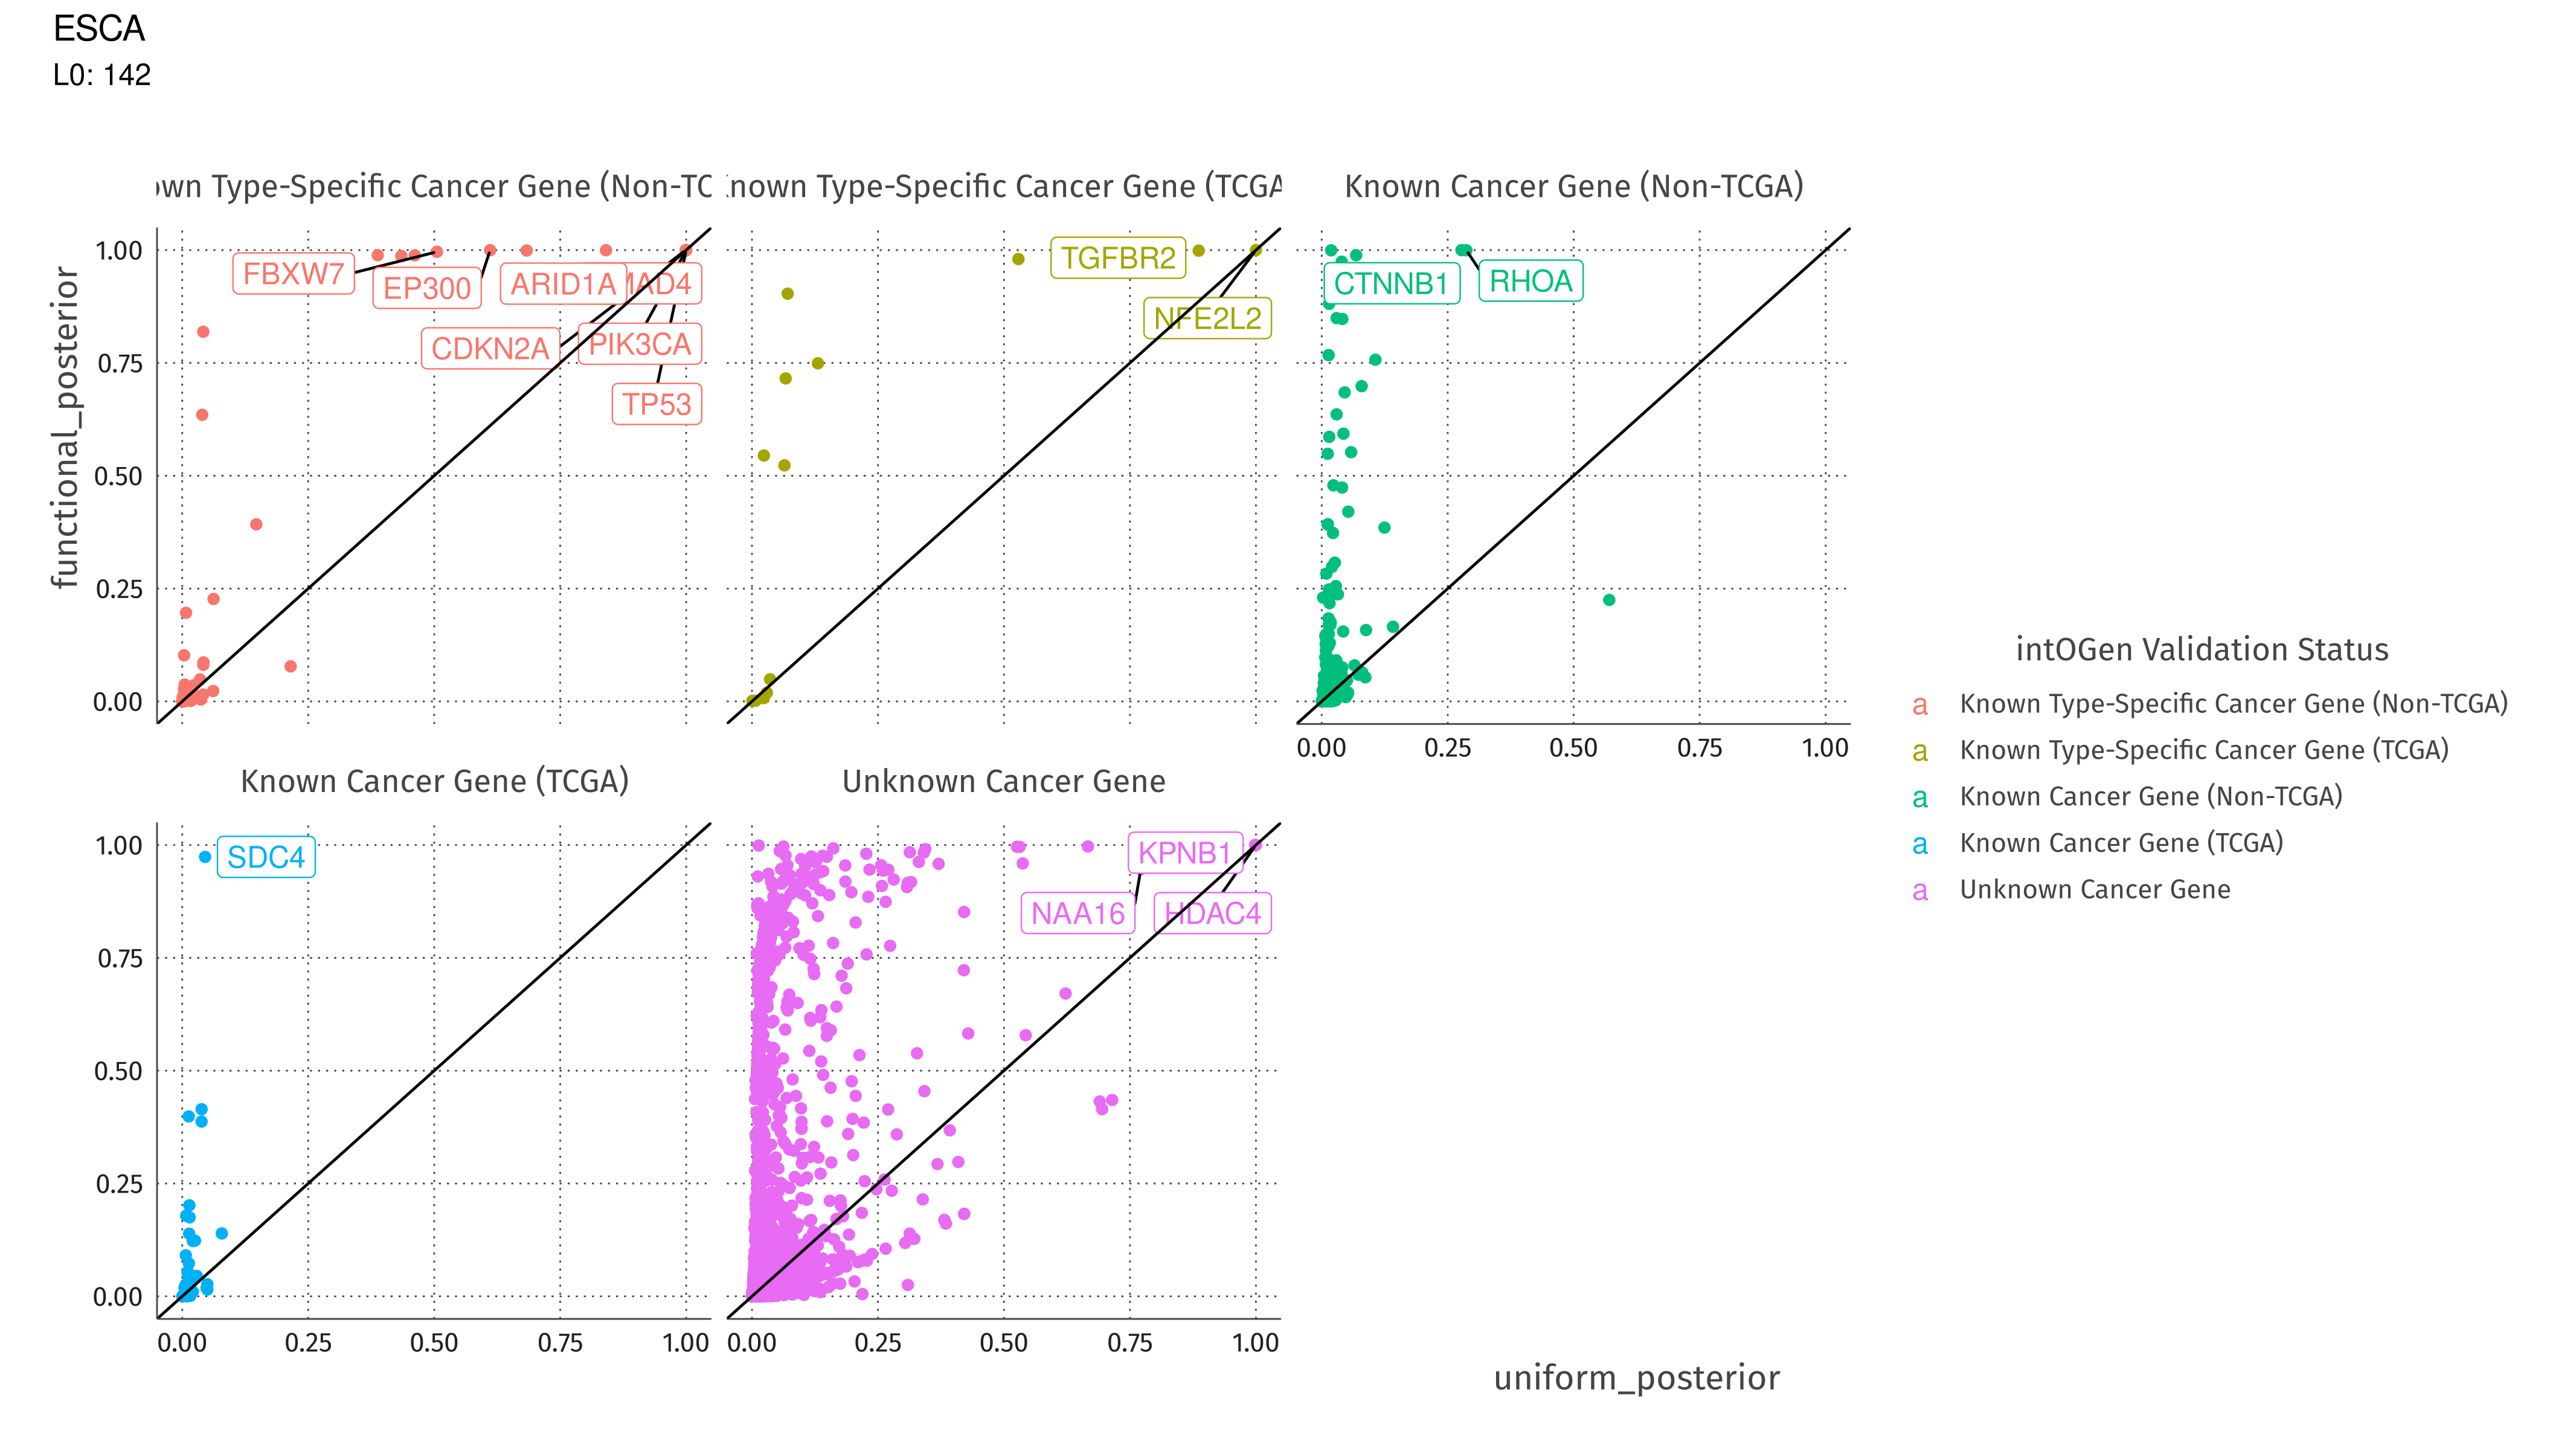 ESCA
L0: 142
own Type-Specific Cancer Gene (Non-TC
Known Type-Specific Cancer Gene (TCGA
Known Cancer Gene (Non-TCGA)
functional_posterior
1.00
0.75
0.50
0.25
0.00
FBXW7
EP300
ARID1A
AD4
CDKN2A
PIK3CA
TP53
TGFBR2
NFE2L2
CTNNB1
RHOA
0.00 0.25 0.50 0.75 1.00
Known Cancer Gene (TCGA)
Unknown Cancer Gene
1.00
0.75
0.50
0.25
0.00
SDC4
KPNB1
NAA16
HDAC4
0.00 0.25 0.50 0.75 1.00
0.00 0.25 0.50 0.75 1.00
uniform_posterior
intOGen Validation Status
a Known Type-Specific Cancer Gene (Non-TCGA)
a Known Type-Specific Cancer Gene (TCGA)
a Known Cancer Gene (Non-TCGA)
a Known Cancer Gene (TCGA)
a Unknown Cancer Gene